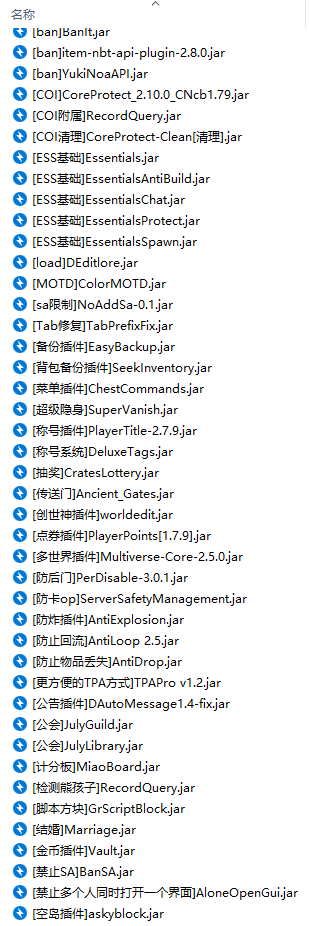 名称
[ban]BanIt.jar
[ban]item-nbt-api-plugin-2.8.0.jar
[ban]YukiNoaAPI.jar
[COI]CoreProtect_2.10.0_CNcb1.79.jar
[COI附属]RecordQuery.jar
[COI清理]CoreProtect-Clean[清理].jar
[ESS基础]Essentials.jar
[ESS基础]EssentialsAntiBuild.jar
[ESS基础]EssentialsChat.jar
[ESS基础]EssentialsProtect.jar
[ESS基础]EssentialsSpawn.jar
[load]DEditlore.jar
[MOTD]ColorMOTD.jar
[sa限制]NoAddSa-0.1.jar
[Tab修复]TabPrefixFix.jar
[备份插件]EasyBackup.jar
[背包备份插件]SeekInventory.jar
[菜单插件]ChestCommands.jar
[超级隐身]SuperVanish.jar
[称号插件]PlayerTitle-2.7.9.jar
[称号系统]DeluxeTags.jar
[抽奖]CratesLottery.jar
[传送门]Ancient_Gates.jar
[创世神插件]worldedit.jar
[点券插件]PlayerPoints[1.7.9].jar
[多世界插件]Multiverse-Core-2.5.0.jar
[防后门]PerDisable-3.0.1.jar
[防卡op]ServerSafetyManagement.jar
[防炸插件]AntiExplosion.jar
[防止回流]AntiLoop 2.5.jar
[防止物品丢失]AntiDrop.jar
[更方便的TPA方式]TPAPro v1.2.jar
[公告插件]DAutoMessage1.4-fix.jar
[公会]JulyGuild.jar
[公会]JulyLibrary.jar
[计分板]MiaoBoard.jar
[检测熊孩子]RecordQuery.jar
[脚本方块]GrScriptBlock.jar
[结婚]Marriage.jar
[金币插件]Vault.jar
[禁止SA]BanSA.jar
[禁止多个人同时打开一个界面]AloneOpenGui.jar
[空岛插件]askyblock.jar